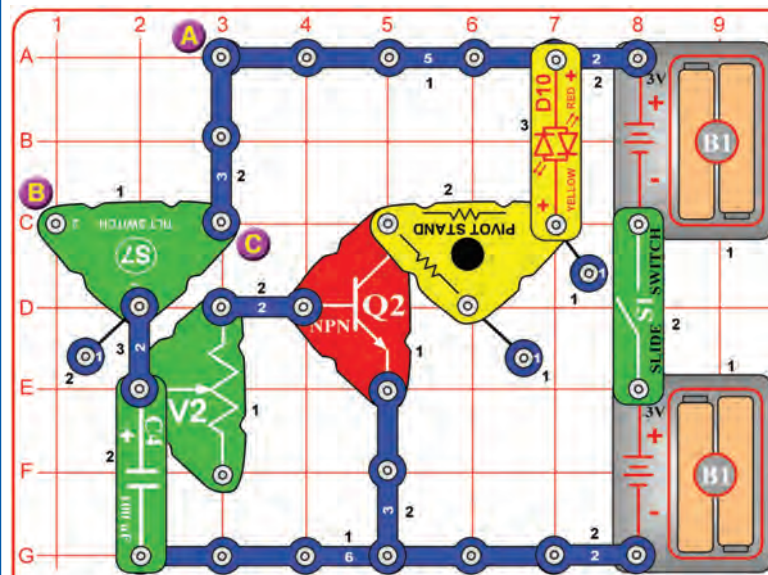 1 2 3 4 5 6 7 8 9
A
B
C
D
E
F
G
A
B
C
5
1
2
2
3
2
3
D10
+
RED
YELLOW
+
3V
+
-
B1
1
1
2
TILT SWITCH
S7
2
PIVOT STAND
1
1
S1
SLIDE SWITCH
2
2
2
NPN
Q2
1
1
1
1
2
3
2
V2
1
C4
+
2
3V
+
-
B1
1
3
2
1
6
2
2